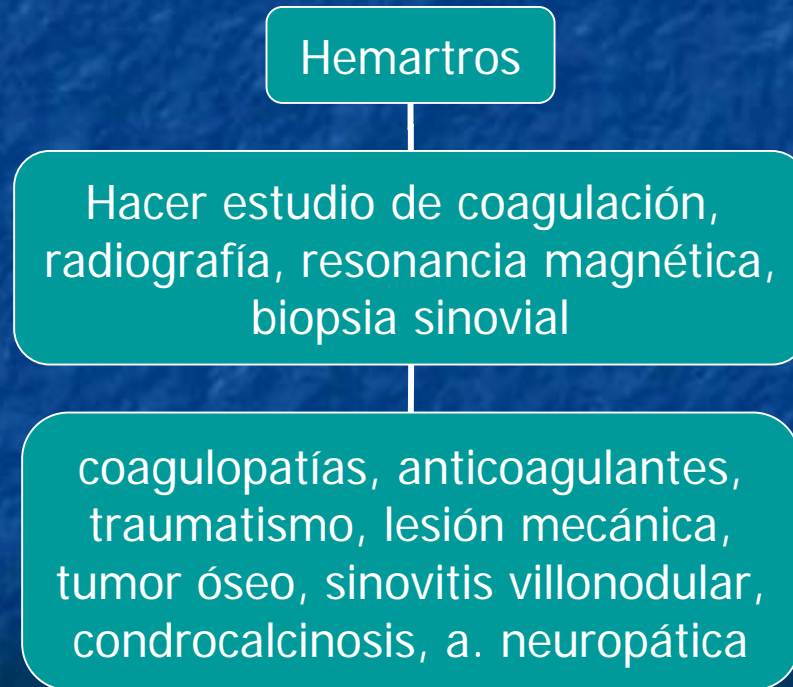 Hemartros
Hacer estudio de coagulación,
radiografía, resonancia magnética,
biopsia sinovial
coagulopatías, anticoagulantes,
traumatismo, lesión mecánica,
tumor óseo, sinovitis villonodular,
condrocalcinosis, a. neuropática